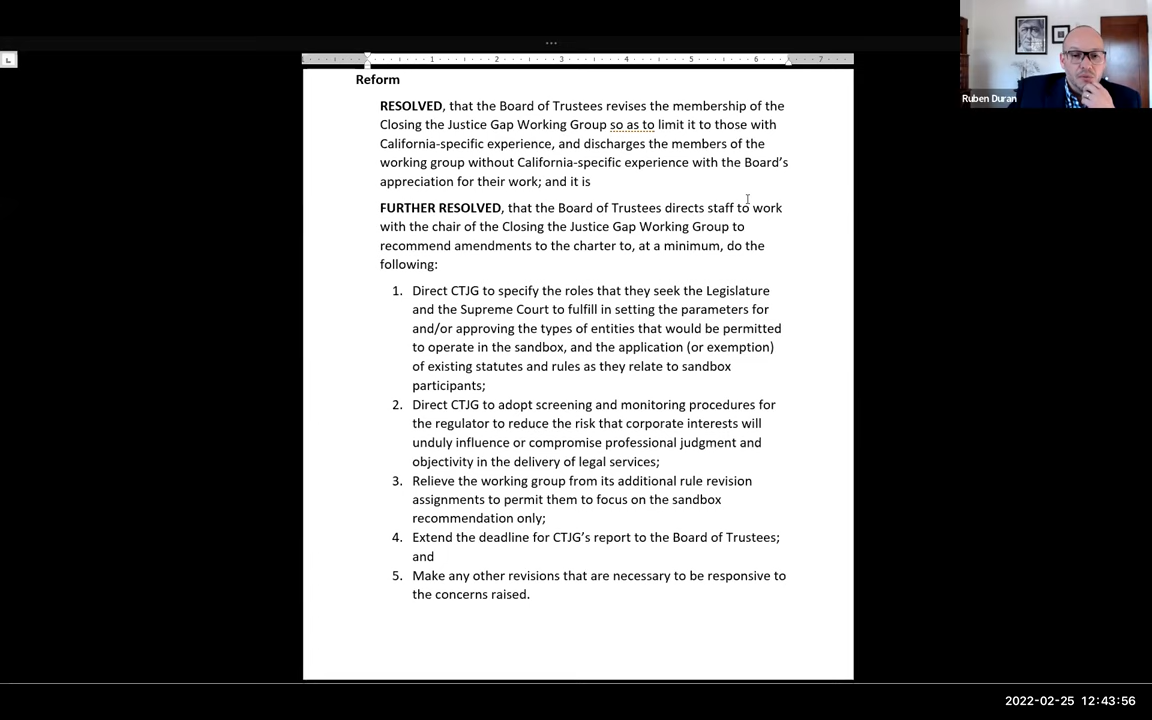 Ruben Duran
1 2 3 4 5 6 7
Reform
RESOLVED, that the Board of Trustees revises the membership of the
Closing the Justice Gap Working Group so as to limit it to those with
California-specific experience, and discharges the members of the
working group without California-specific experience with the Board’s
appreciation for their work; and it is
FURTHER RESOLVED, that the Board of Trustees directs staff to work
with the chair of the Closing the Justice Gap Working Group to
recommend amendments to the charter to, at a minimum, do the
following:
1. Direct CTJG to specify the roles that they seek the Legislature
and the Supreme Court to fulfill in setting the parameters for
and/or approving the types of entities that would be permitted
to operate in the sandbox, and the application (or exemption)
of existing statutes and rules as they relate to sandbox
participants;
2. Direct CTJG to adopt screening and monitoring procedures for
the regulator to reduce the risk that corporate interests will
unduly influence or compromise professional judgment and
objectivity in the delivery of legal services;
3. Relieve the working group from its additional rule revision
assignments to permit them to focus on the sandbox
recommendation only;
4. Extend the deadline for CTJG’s report to the Board of Trustees;
and
5. Make any other revisions that are necessary to be responsive to
the concerns raised.
2022-02-25 12:43:56